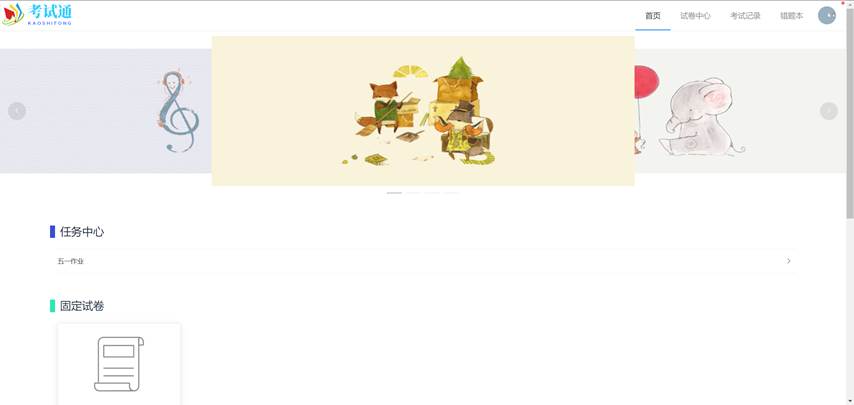 考试通
KAOSHITONG
首页 试卷中心 考试记录 错题本
任务中心
五一作业
固定试卷